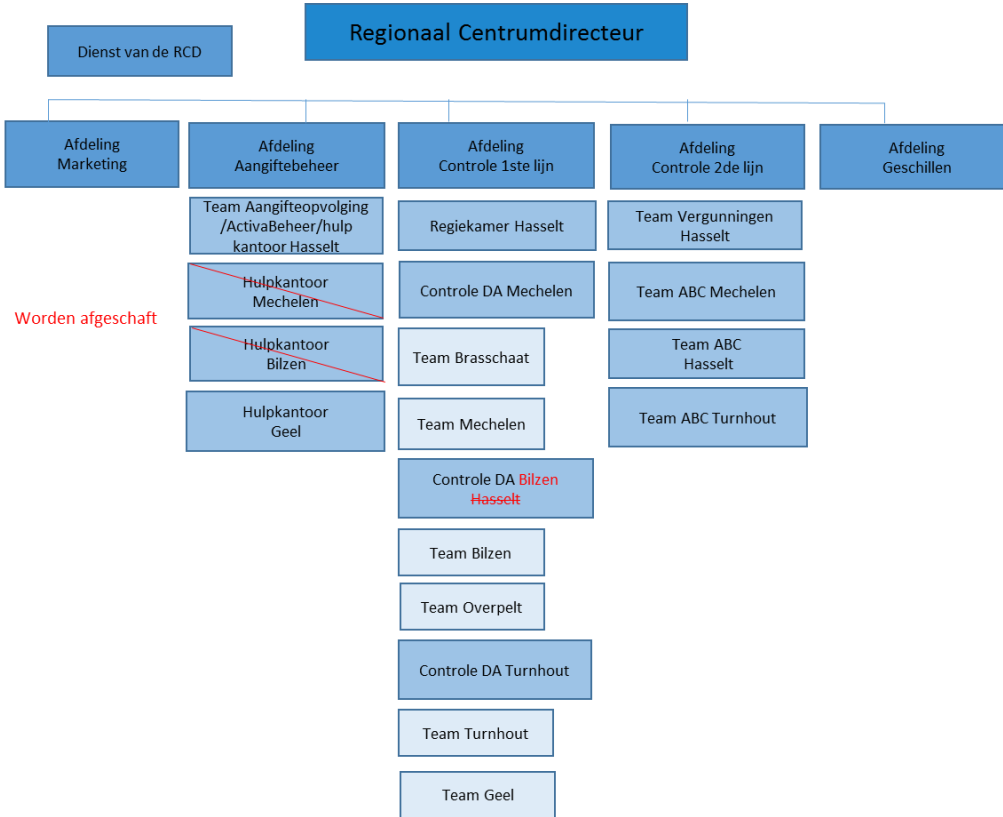 Regionaal Centrumdirecteur
Dienst van de RCD
Afdeling
Marketing
Afdeling
Aangiftebeheer
Afdeling
Controle 1ste lijn
Afdeling
Controle 2de lijn
Afdeling
Geschillen
Team Aangifteopvolging
/ActivaBeheer/hulp
kantoor Hasselt
Hulpkantoor
Mechelen
Worden afgeschaft
Hulpkantoor
Bilzen
Hulpkantoor
Geel
Regiekamer Hasselt
Controle DA Mechelen
Team Brasschaat
Team Mechelen
Controle DA Bilzen
Hasselt
Team Bilzen
Team Overpelt
Controle DA Turnhout
Team Turnhout
Team Geel
Team Vergunningen
Hasselt
Team ABC Mechelen
Team ABC
Hasselt
Team ABC Turnhout